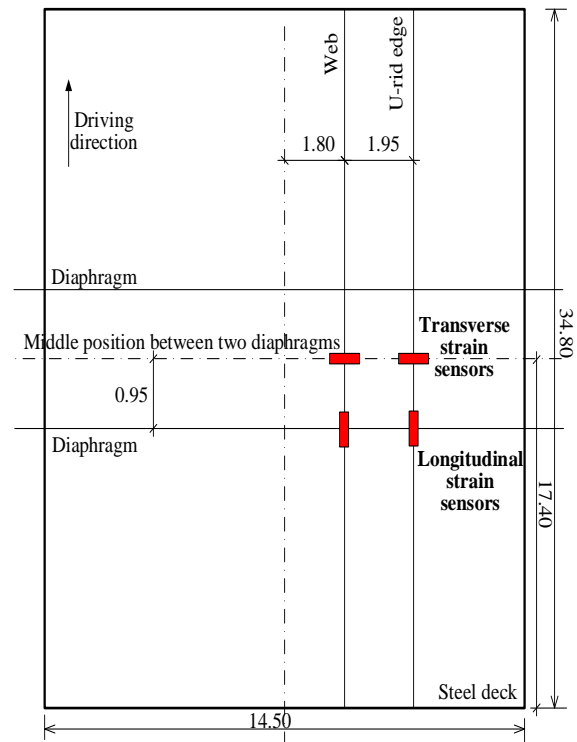 Web
U-rid edge
Driving
direction
1.80
1.95
Diaphragm
34.80
Middle position between two diaphragms
Transverse
strain
sensors
0.95
Diaphragm
Longitudinal
strain
sensors
17.40
Steel deck
14.50